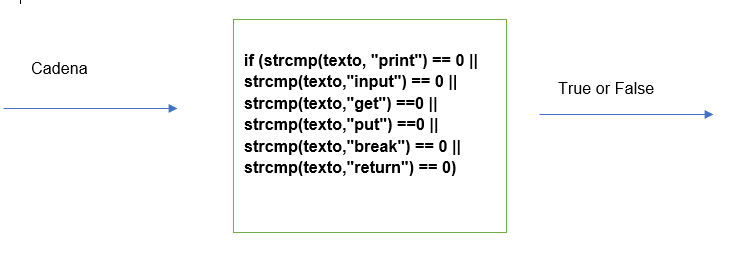 Cadena
if (strcmp(texto, "print") == 0 ||
strcmp(texto,"input") == 0 ||
strcmp(texto,"get") ==0 ||
strcmp(texto,"put") ==0 ||
strcmp(texto,"break") == 0 ||
strcmp(texto,"return") == 0)
True or False